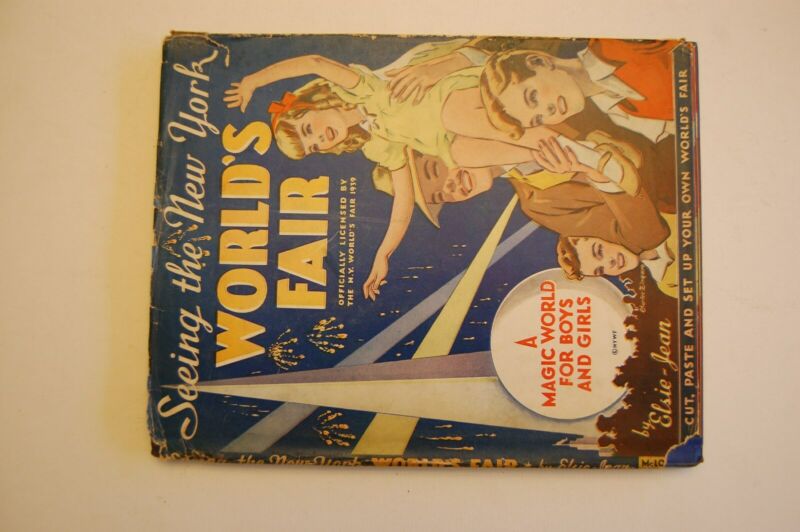 Seeing the New York
WORLD'S
FAIR
OFFICIALLY LICENSED BY
THE N.Y. WORLD'S FAIR 1939
A
MAGIC WORLD
FOR BOYS
AND GIRLS
©NYWF
by Elsie-Jean
CUT, PASTE AND SET UP YOUR OWN WORLD'S FAIR
Seeing the New York WORLD'S FAIR • by Elsie-Jean